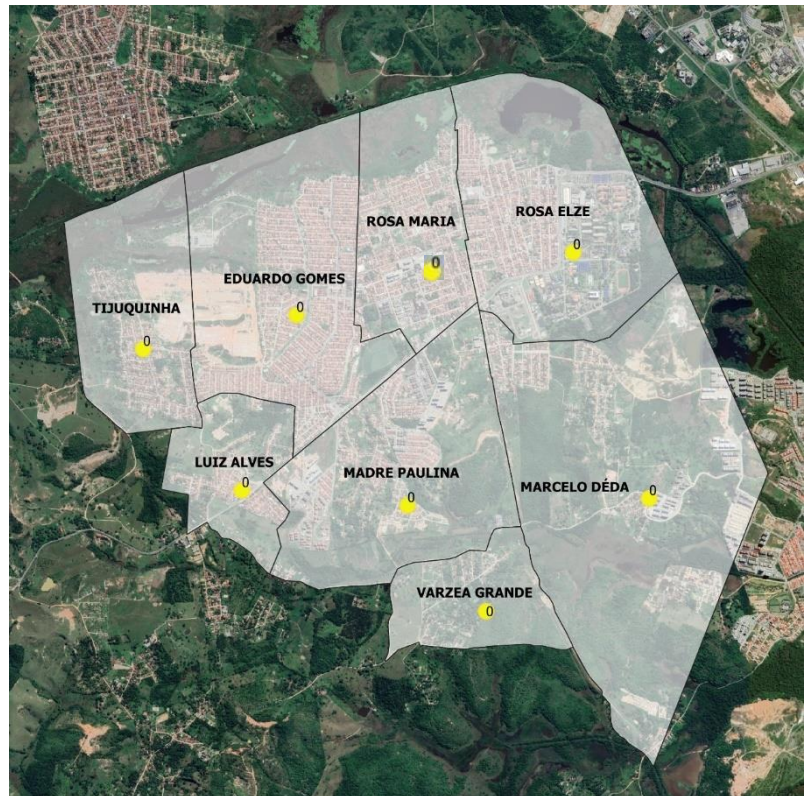 ROSA ELZE
0
ROSA MARIA
0
EDUARDO GOMES
0
TIJUQUINHA
0
LUIZ ALVES
0
MADRE PAULINA
0
MARCELO DÉDA
0
VARZEA GRANDE
0